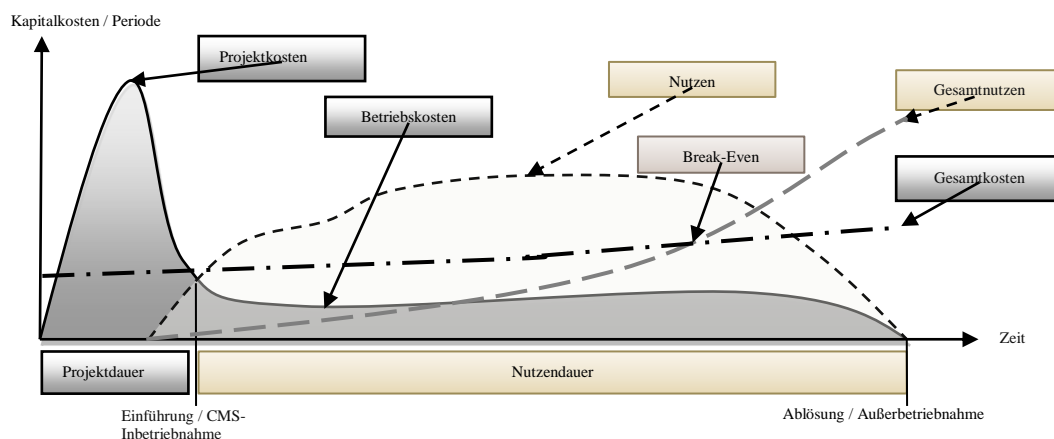 Kapitalkosten / Periode
Projektkosten
Nutzen
Gesamtnutzen
Betriebskosten
Break-Even
Gesamtkosten
Zeit
Projektdauer
Nutzendauer
Einführung / CMS-
Inbetriebnahme
Ablösung / Außerbetriebnahme